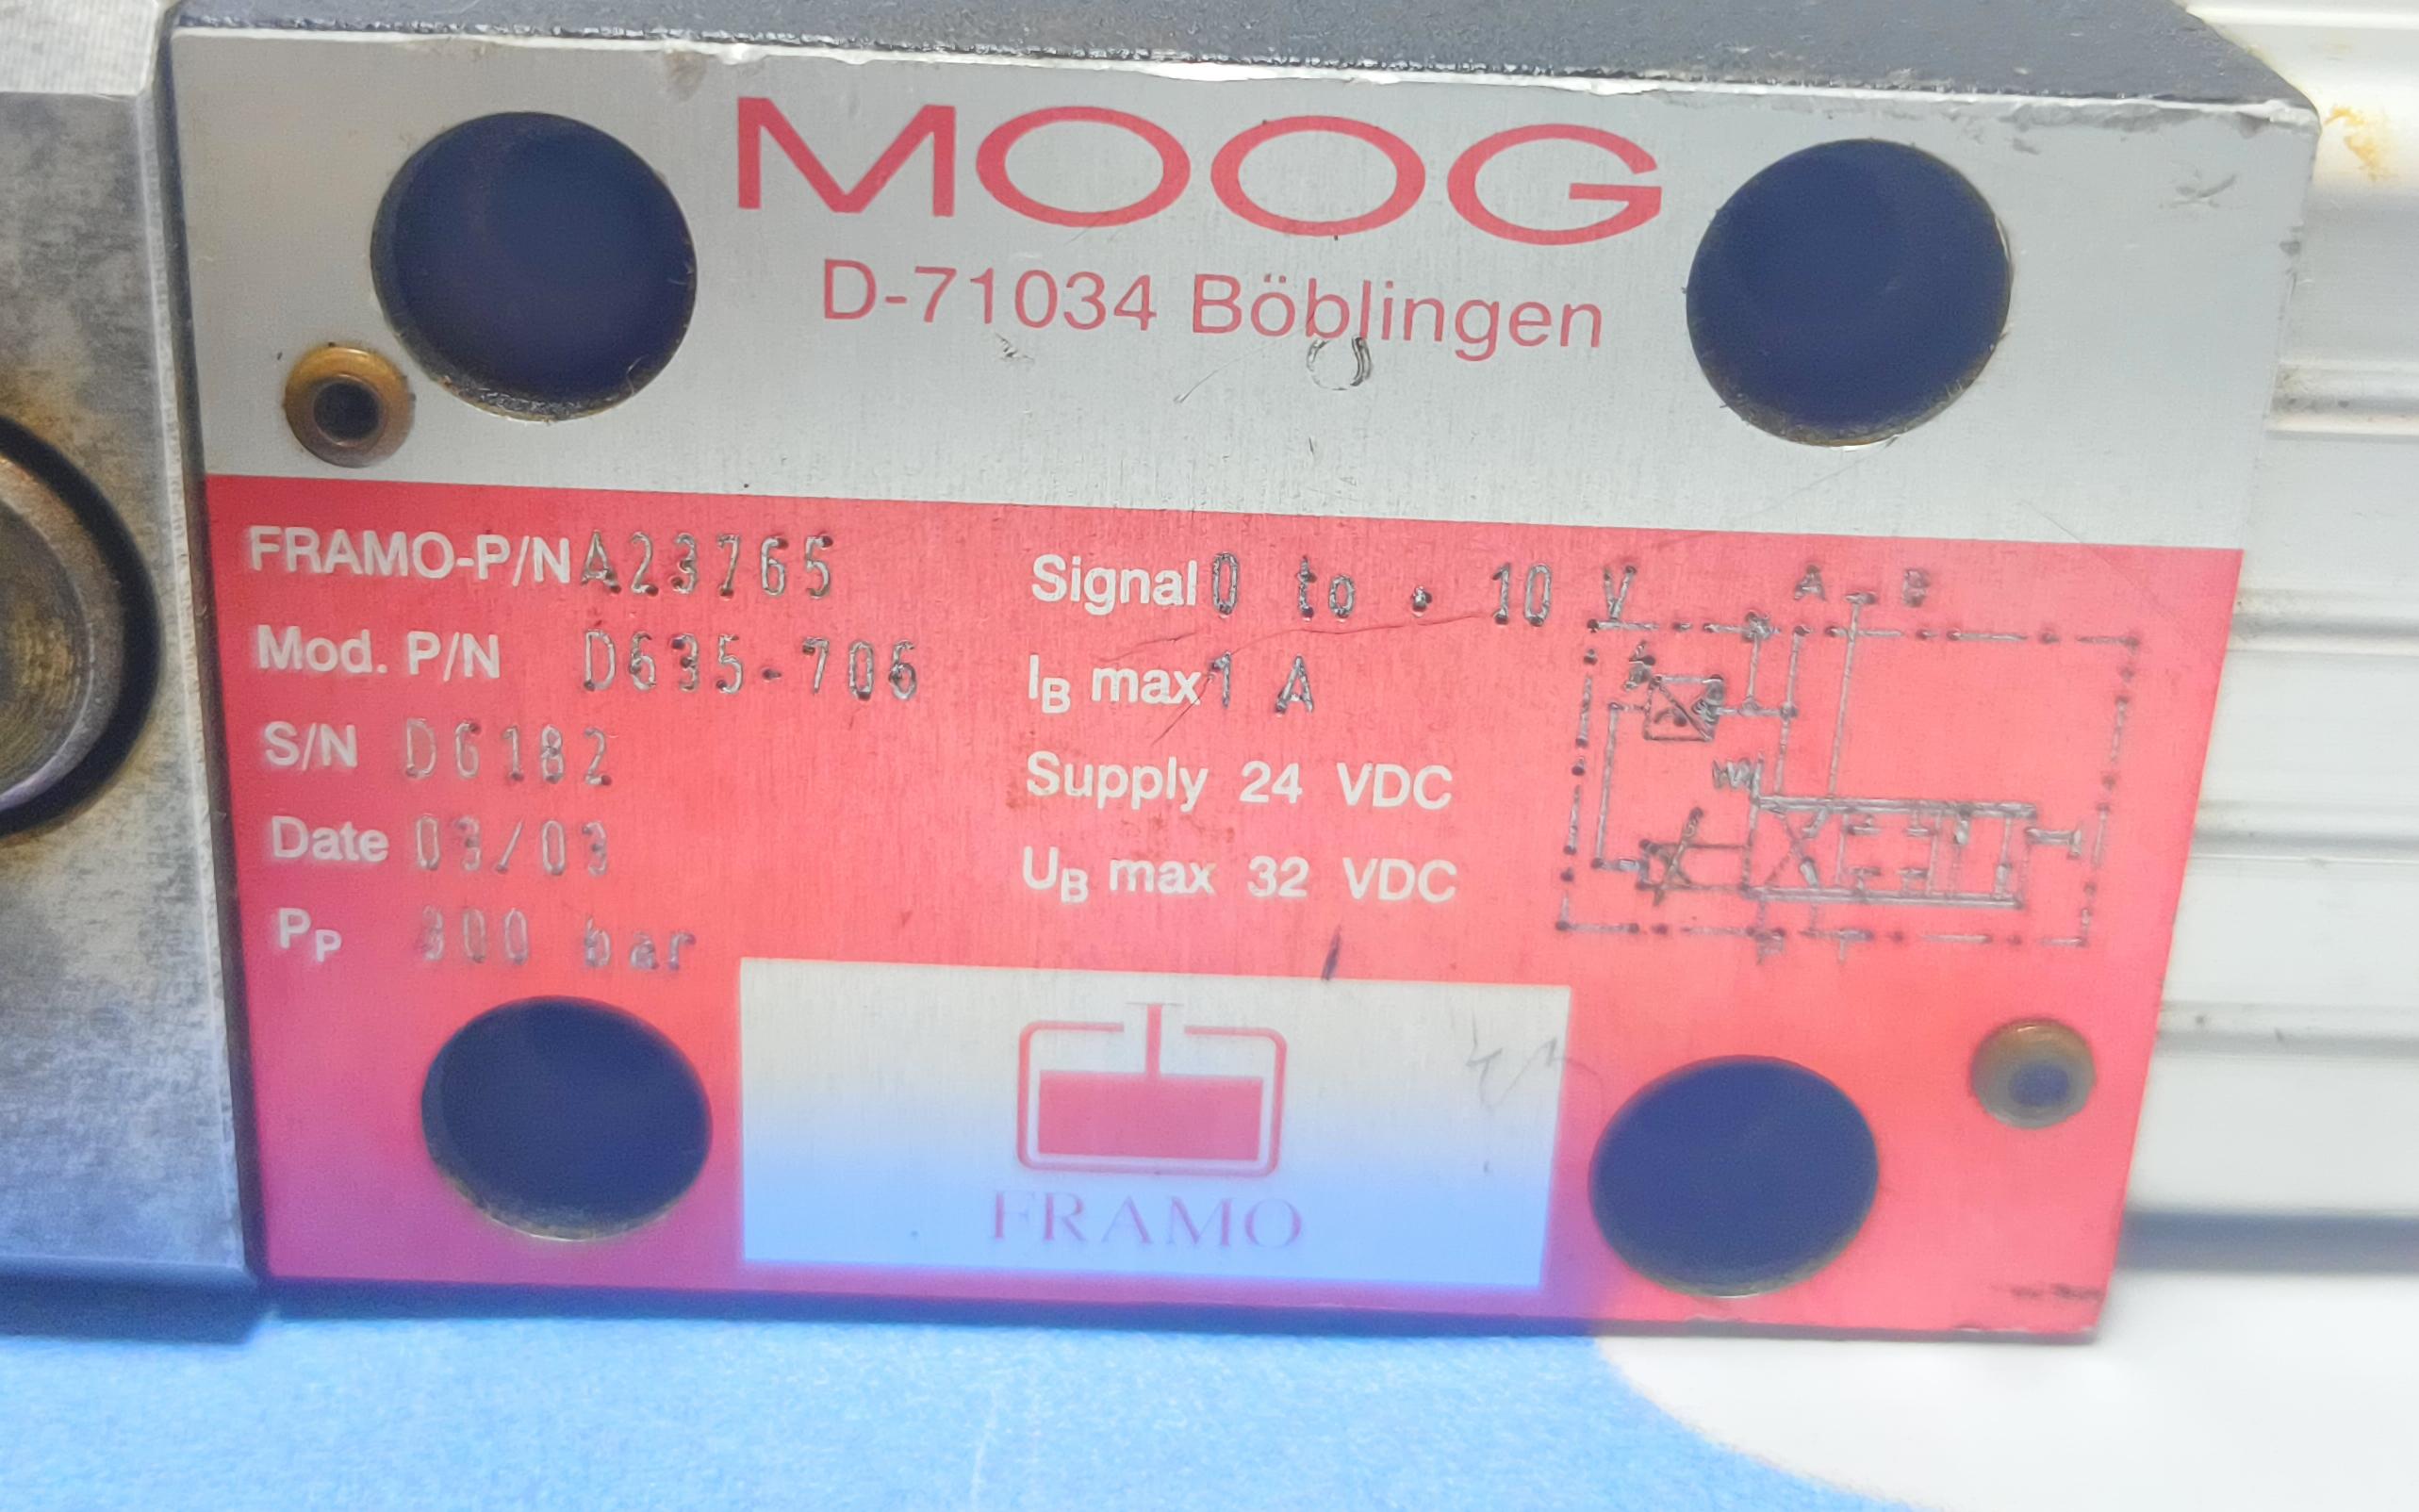 MOOG
D-71034 Böblingen
FRAMO-P/N A23765
Mod. P/N D635-706
S/N D6182
Date 03/03
PP 300 bar
Signal 0 to + 10 V
IB max 1 A
Supply 24 VDC
UB max 32 VDC
A B
P T
FRAMO